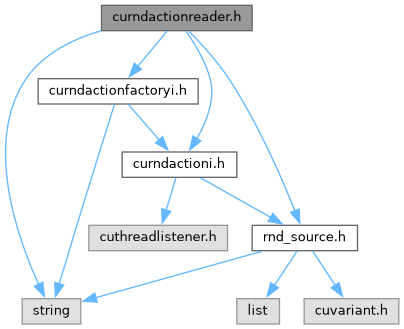 curndactionreader.h
curndactionfactoryi.h
curndactioni.h
cuthreadlistener.h
rnd_source.h
string
list
cuvariant.h